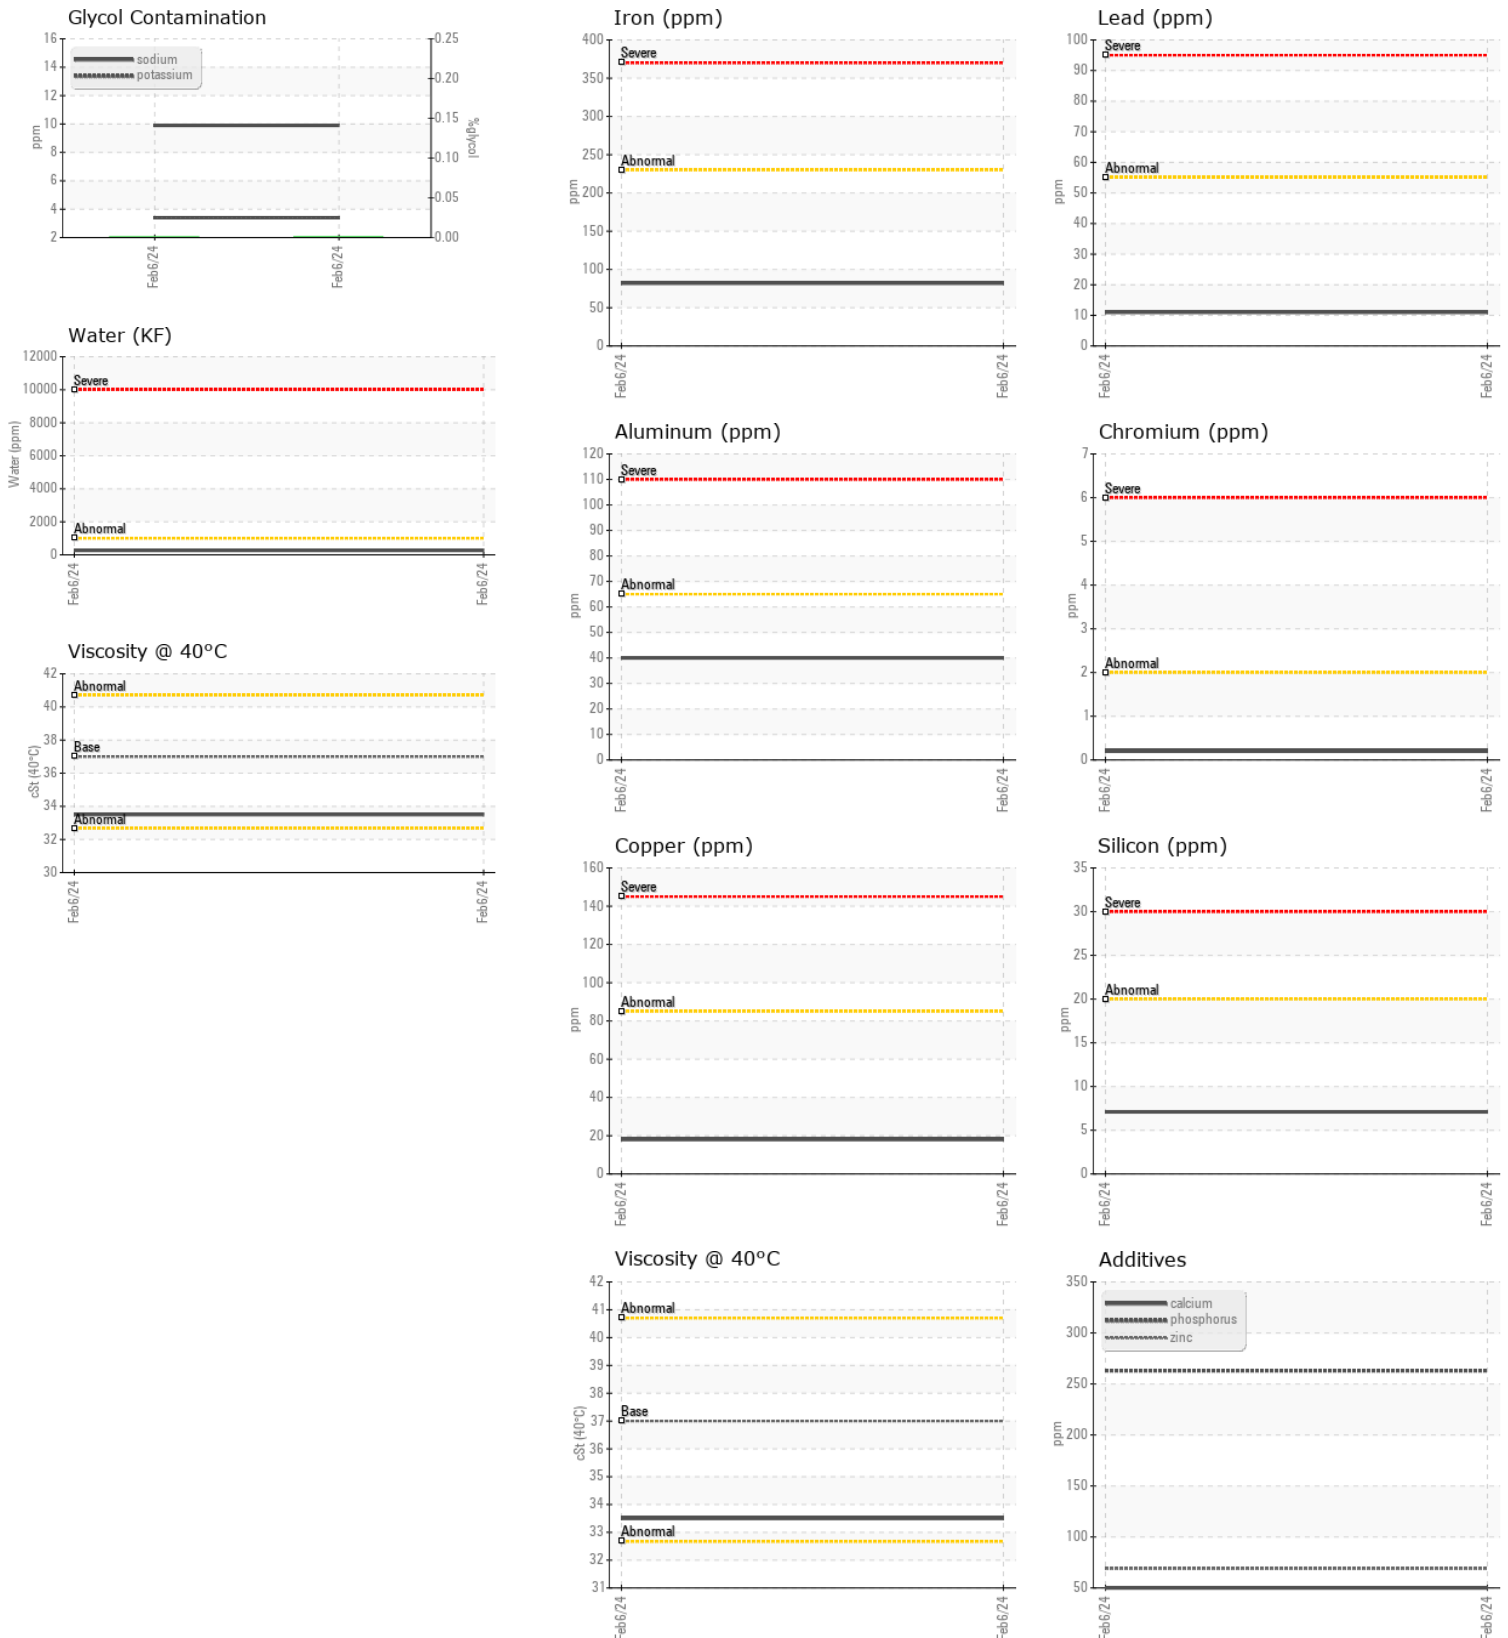 Glycol Contamination
16
14
12
10
8
6
4
2
ppm
0.25
0.20
0.15
0.10
0.05
0.00
%glycol
sodium
potassium
Feb6/24
Feb6/24
Water (KF)
12000
10000
8000
6000
4000
2000
0
Water (ppm)
Severe
Abnormal
Feb6/24
Feb6/24
Viscosity @ 40°C
42
40
38
36
34
32
30
cSt (40°C)
Abnormal
Base
Abnormal
Feb6/24
Feb6/24
Iron (ppm)
400
350
300
250
200
150
100
50
0
ppm
Severe
Abnormal
Feb6/24
Feb6/24
Lead (ppm)
100
90
80
70
60
50
40
30
20
10
0
ppm
Severe
Abnormal
Feb6/24
Feb6/24
Aluminum (ppm)
120
110
100
90
80
70
60
50
40
30
20
10
0
ppm
Severe
Abnormal
Feb6/24
Feb6/24
Chromium (ppm)
7
6
5
4
3
2
1
0
ppm
Severe
Abnormal
Feb6/24
Feb6/24
Copper (ppm)
160
140
120
100
80
60
40
20
0
ppm
Severe
Abnormal
Feb6/24
Feb6/24
Silicon (ppm)
35
30
25
20
15
10
5
0
ppm
Severe
Abnormal
Feb6/24
Feb6/24
Viscosity @ 40°C
42
41
40
39
38
37
36
35
34
33
32
31
cSt (40°C)
Abnormal
Base
Abnormal
Feb6/24
Feb6/24
Additives
350
300
250
200
150
100
50
ppm
calcium
phosphorus
zinc
Feb6/24
Feb6/24